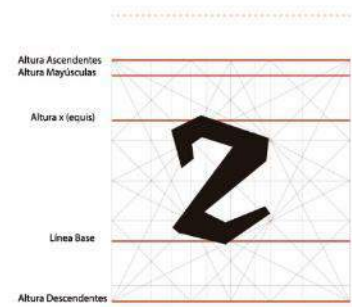 Altura Ascendentes
Altura Mayúsculas
Altura x (equis)
z
Línea Base
Altura Descendentes